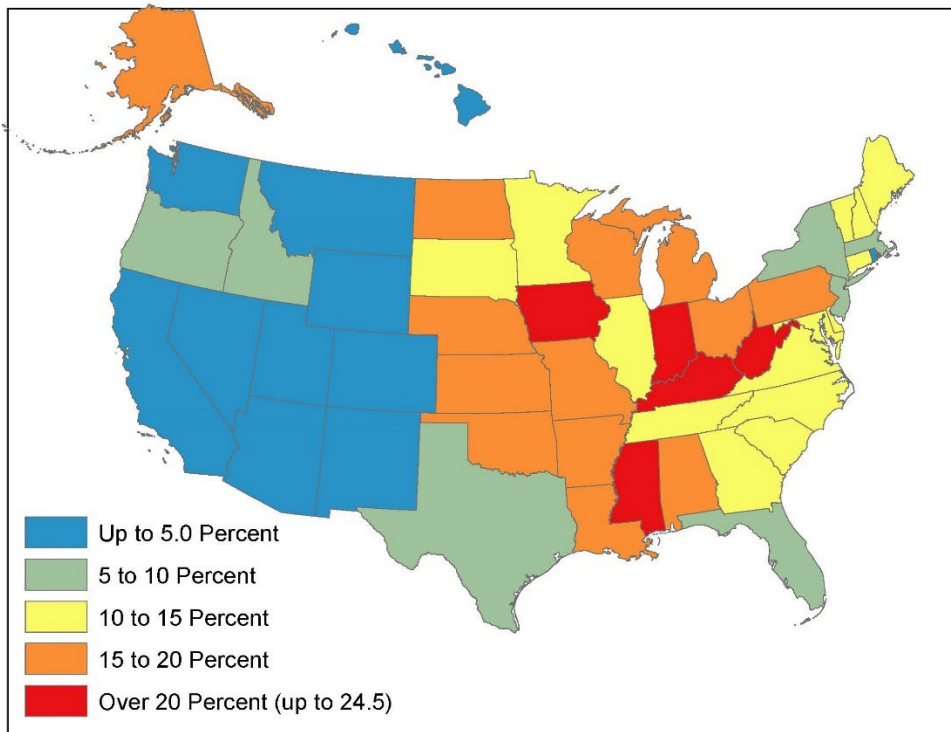 Up to 5.0 Percent
5 to 10 Percent
10 to 15 Percent
15 to 20 Percent
Over 20 Percent (up to 24.5)